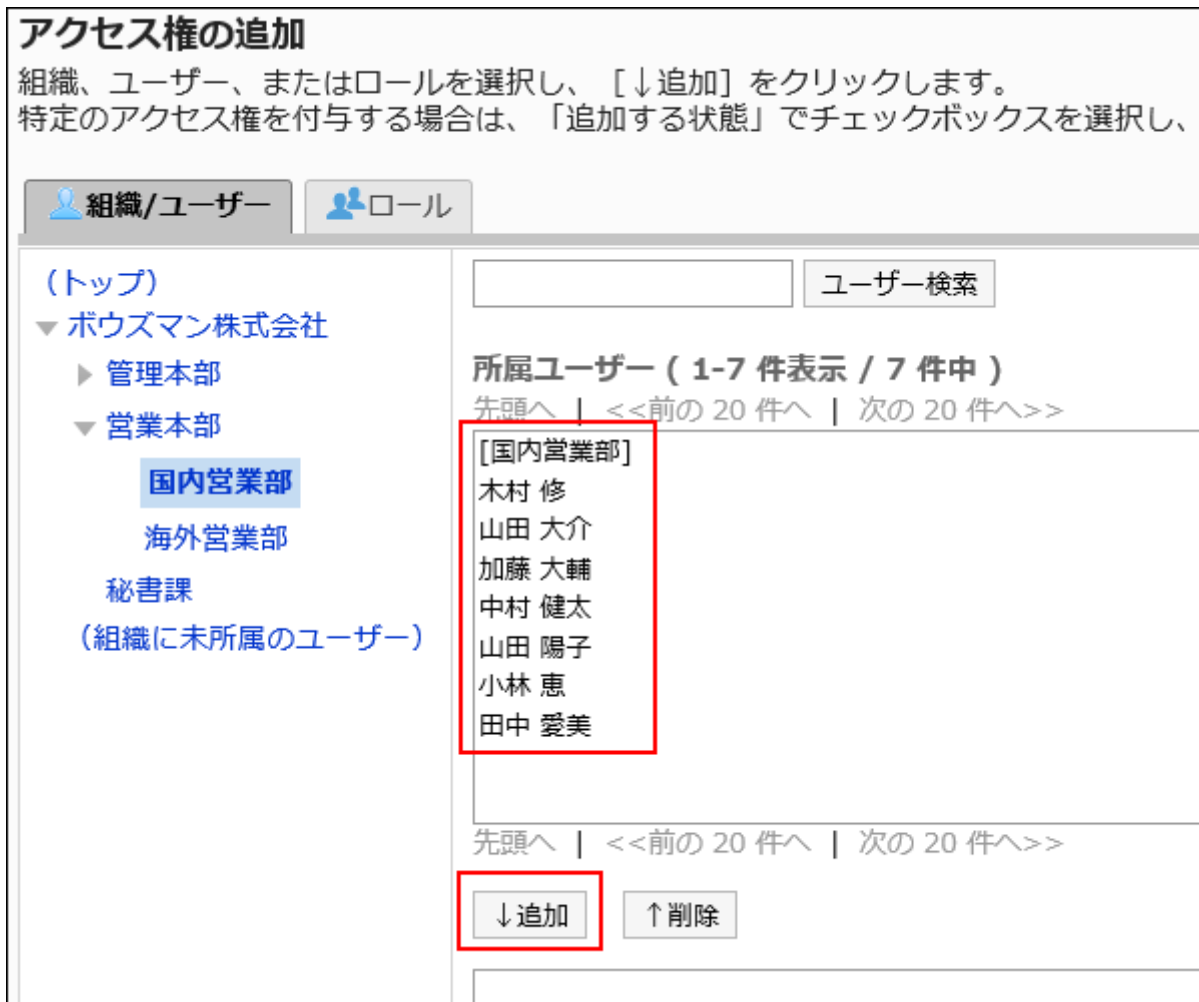 アクセス権の追加
組織、ユーザー、またはロールを選択し、［↓追加］をクリックします。
特定のアクセス権を付与する場合は、「追加する状態」でチェックボックスを選択し、
組織/ユーザー
ロール
（トップ）
ボウズマン株式会社
管理本部
営業本部
国内営業部
海外営業部
秘書課
（組織に未所属のユーザー）
ユーザー検索
所属ユーザー ( 1-7 件表示 / 7 件中 )
先頭へ | <<前の 20 件へ | 次の 20 件へ>>
[国内営業部]
木村 修
山田 大介
加藤 大輔
中村 健太
山田 陽子
小林 恵
田中 愛美
先頭へ | <<前の 20 件へ | 次の 20 件へ>>
↓追加
↑削除